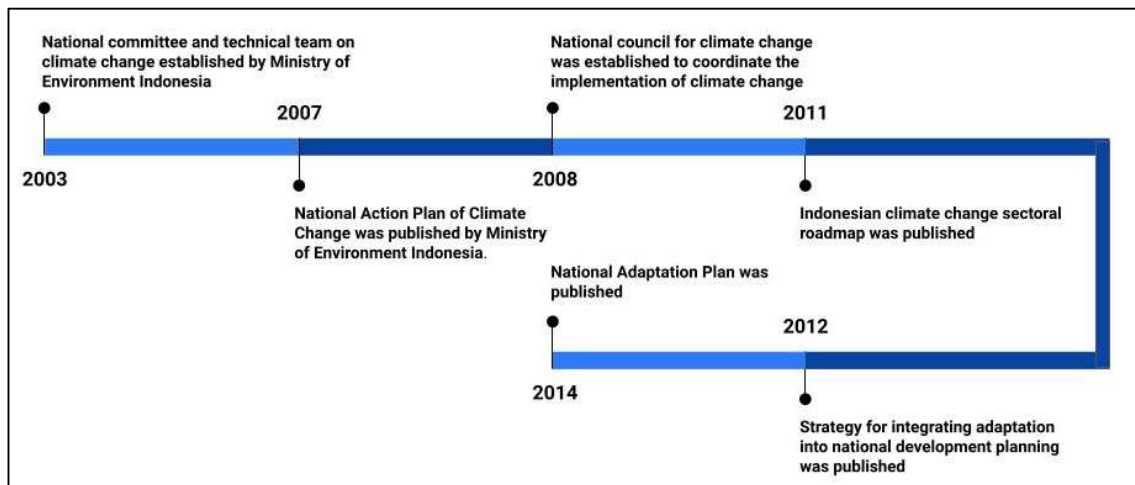 National committee and technical team on
climate change established by Ministry of
Environment Indonesia
2003
2007
National Action Plan of Climate
Change was published by Ministry
of Environment Indonesia.
National council for climate change
was established to coordinate the
implementation of climate change
2008
2011
Indonesian climate change sectoral
roadmap was published
2012
Strategy for integrating adaptation
into national development planning
was published
National Adaptation Plan was
published
2014